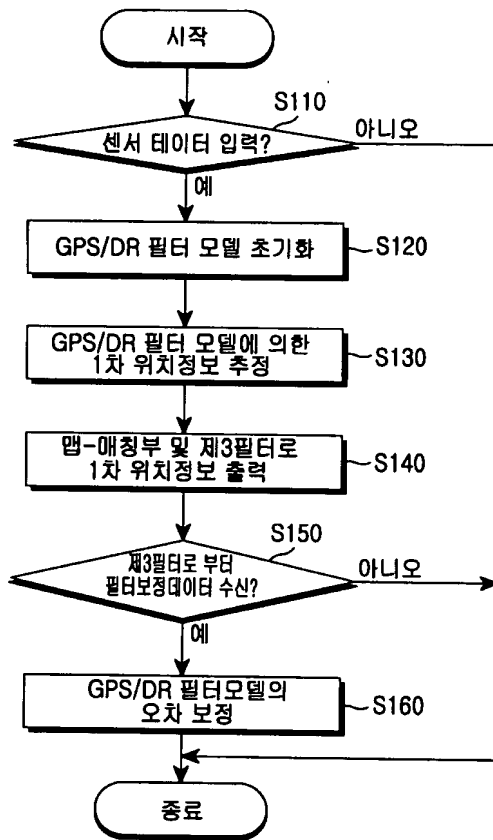 시작
S110
센서 테이터 입력?
아니오
예
GPS/DR 필터 모델 초기화
S120
GPS/DR 필터 모델에 의한
1차 위치정보 추정
S130
맵-매칭부 및 제3필터로
1차 위치정보 출력
S140
S150
제3필터로 부터
필터보정데이터 수신?
아니오
예
GPS/DR 필터모델의
오차 보정
S160
종료